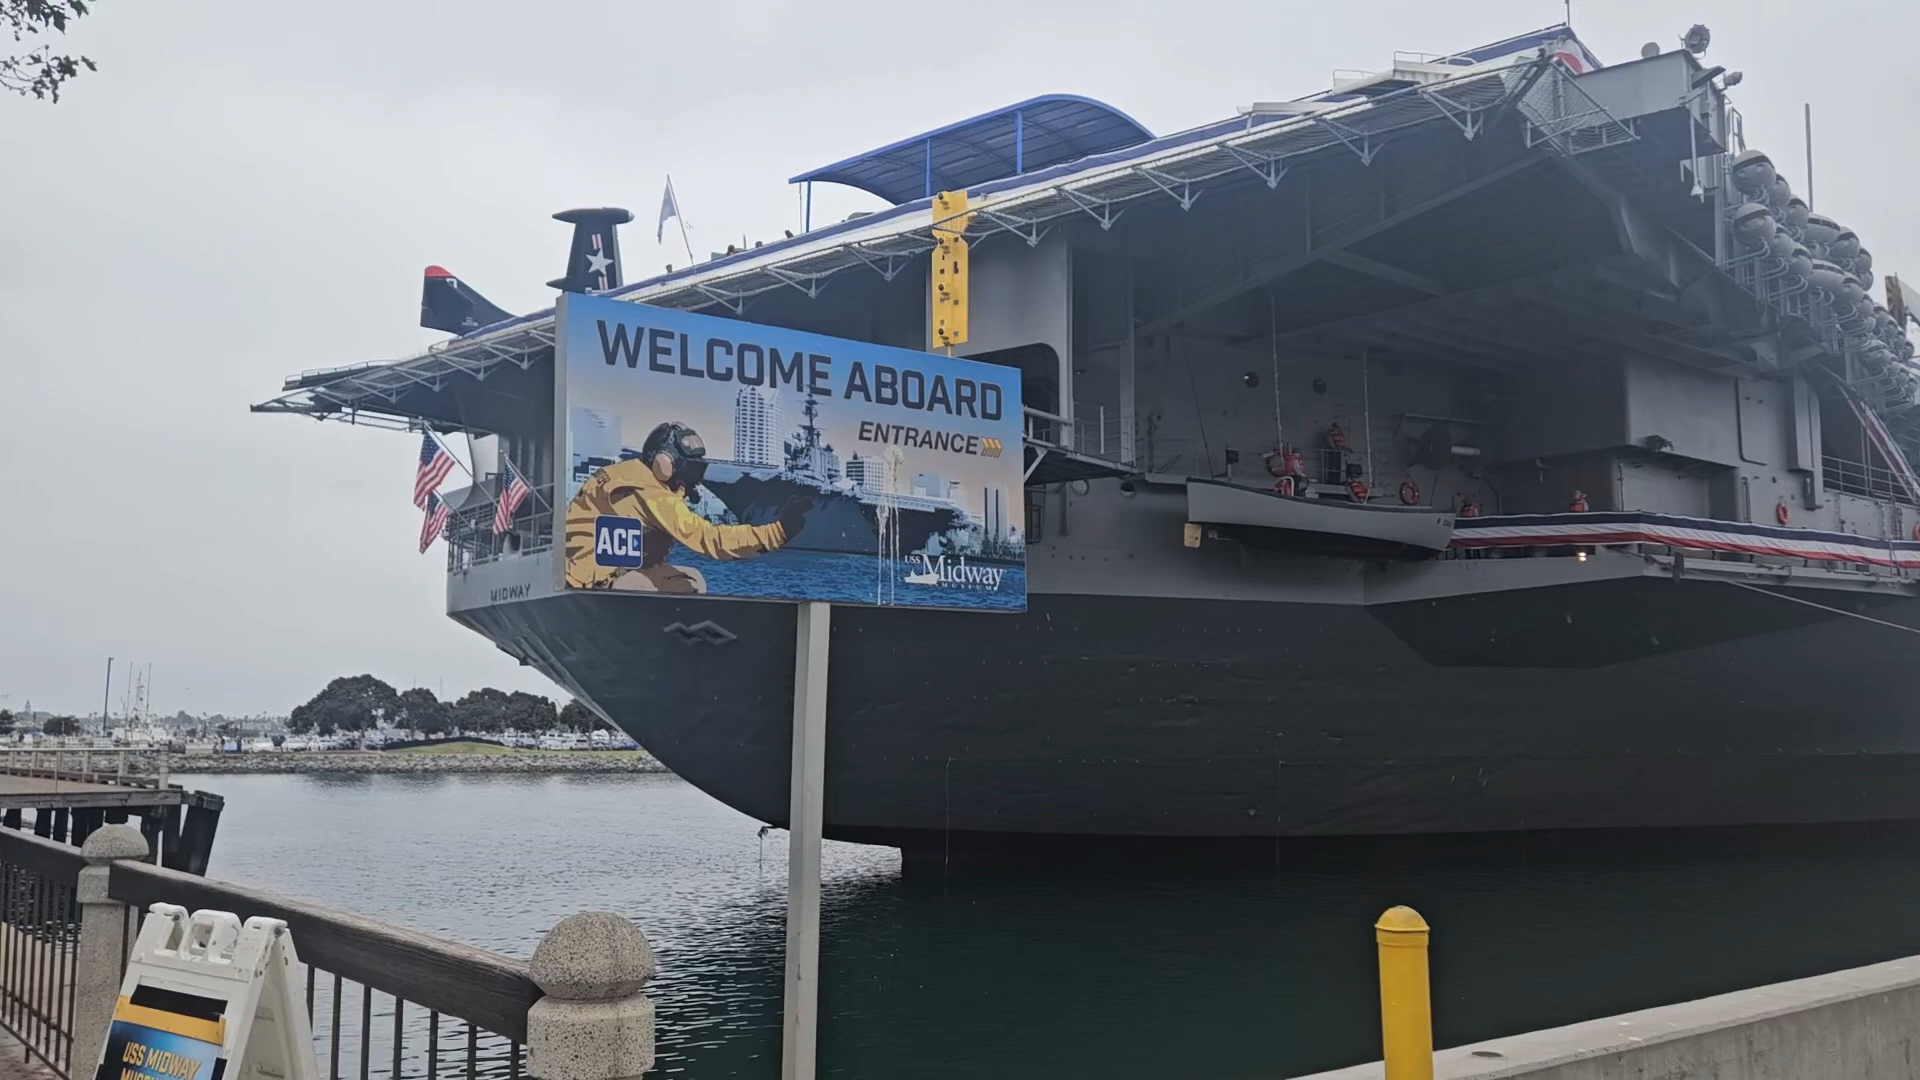 WELCOME ABOARD
ENTRANCE
ACE
USS Midway
MUSEUM
MIDWAY
USS MIDWAY